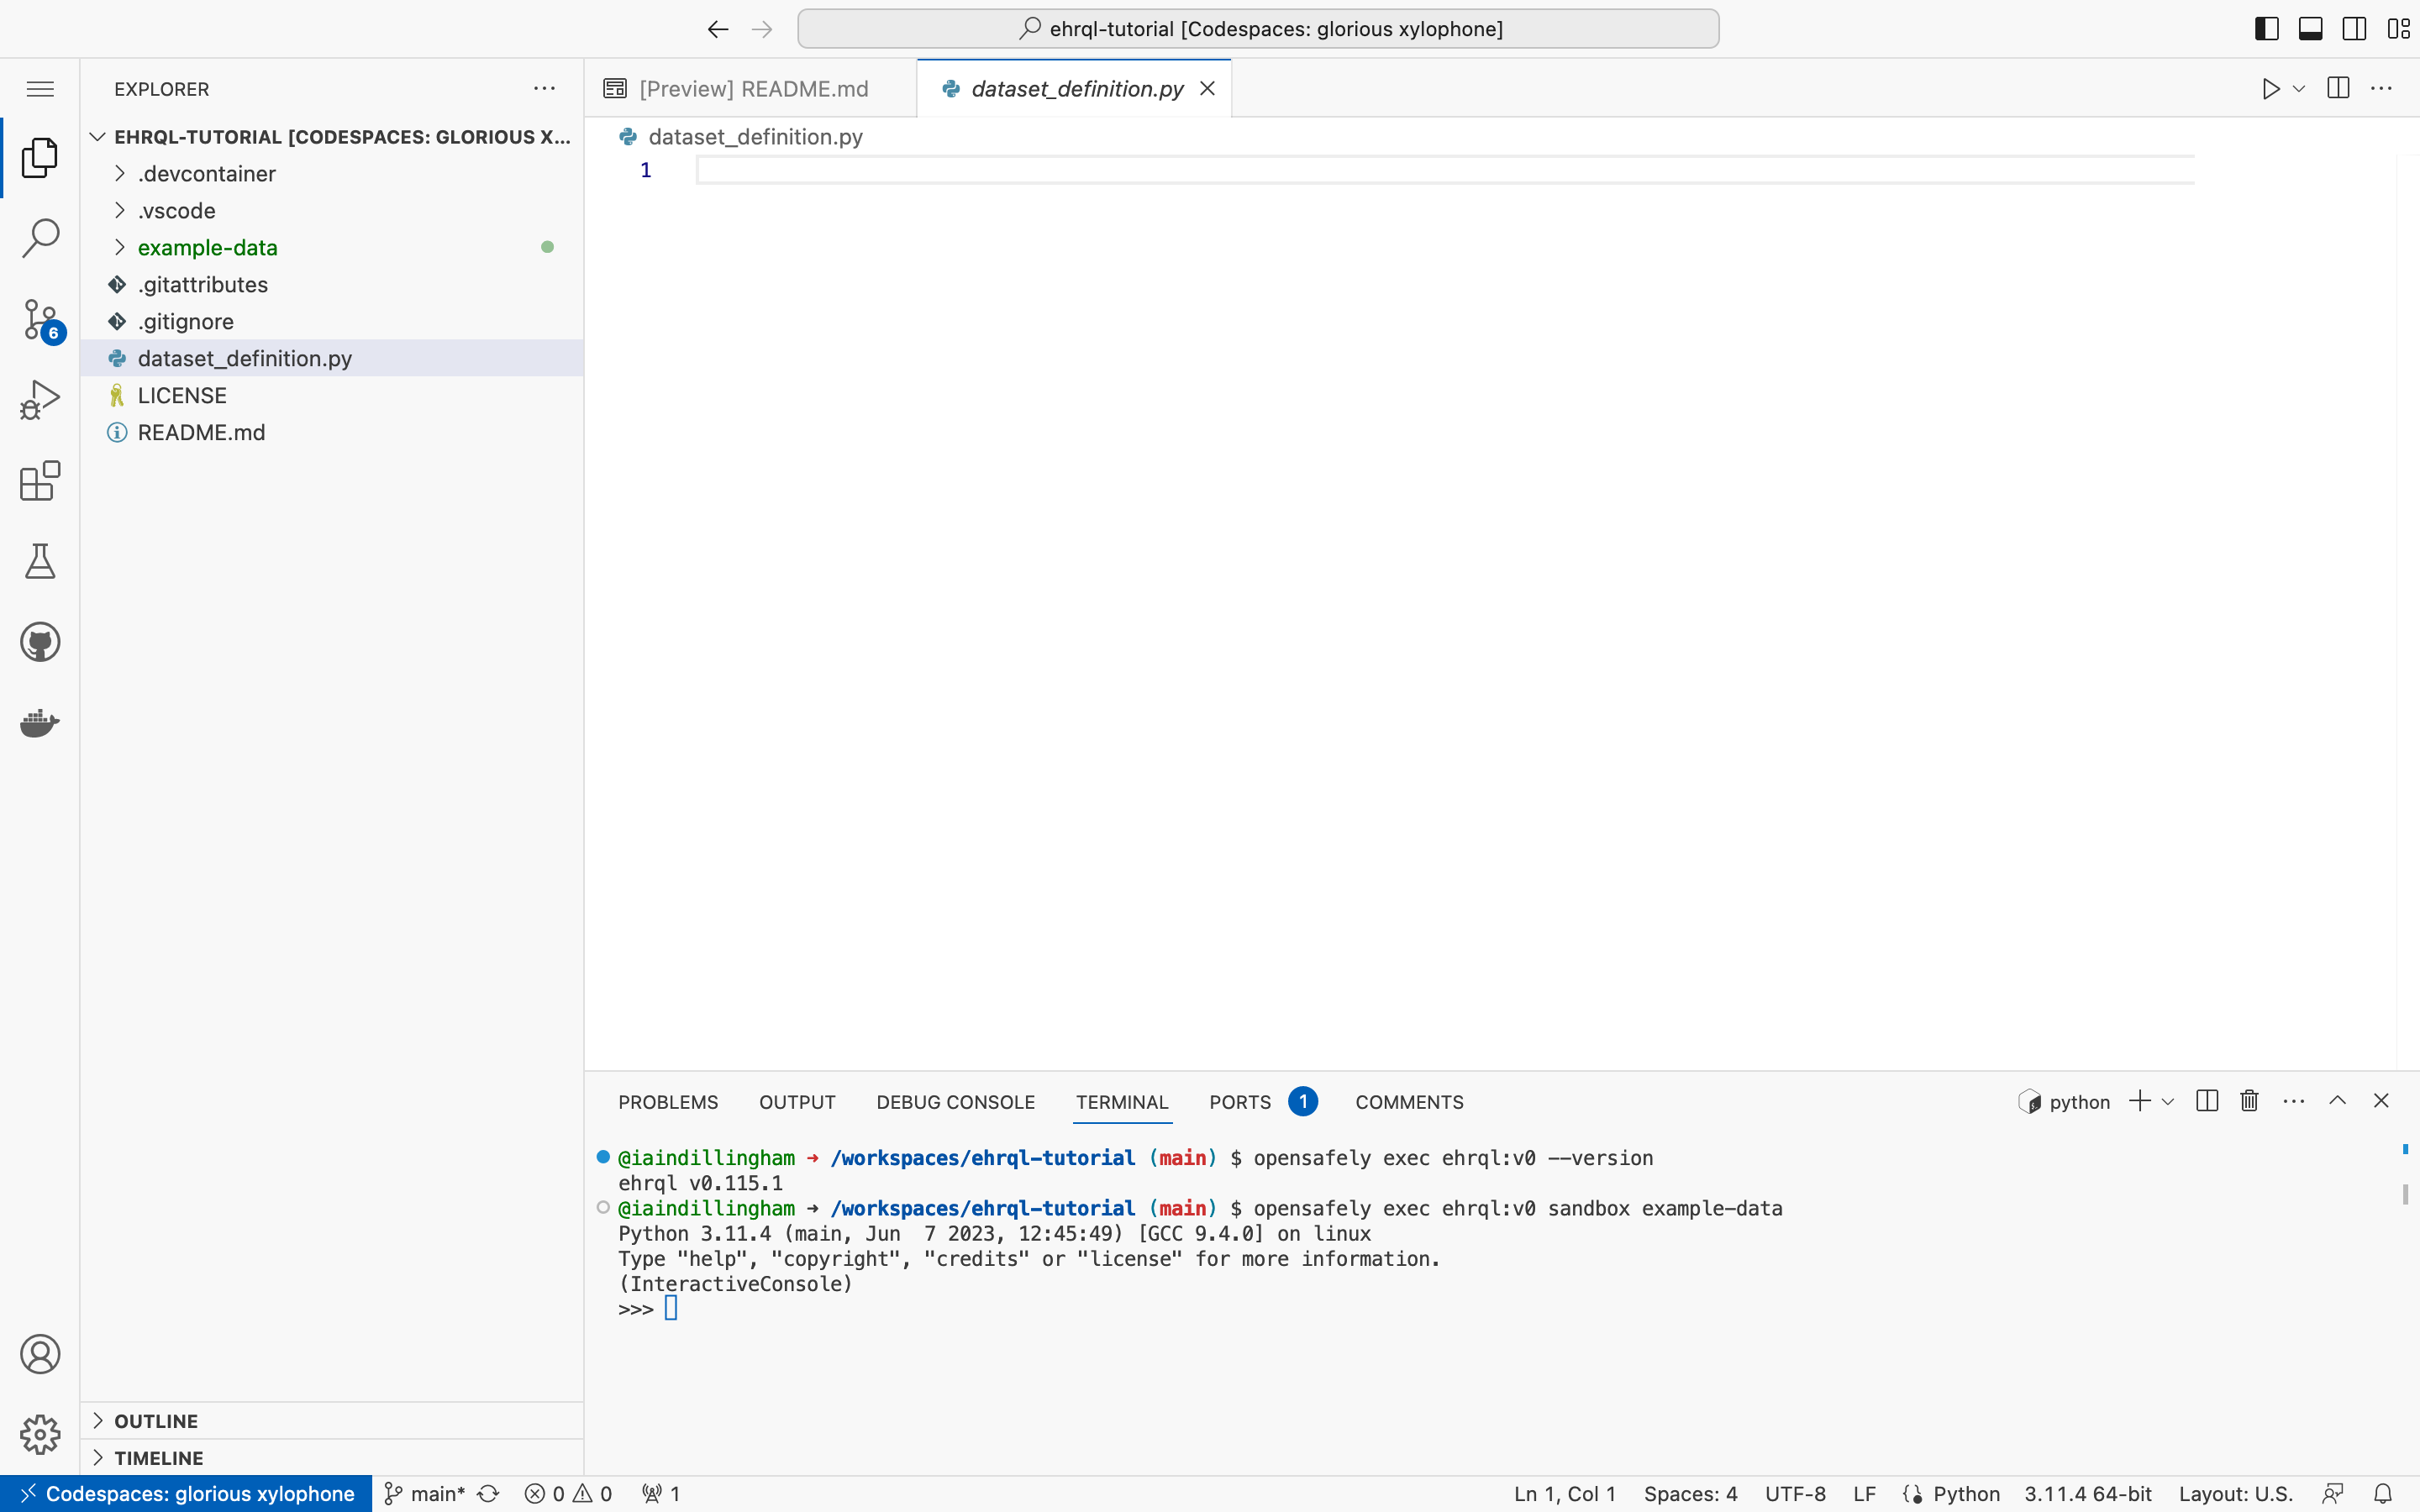 ehrql-tutorial [Codespaces: glorious xylophone]
EXPLORER
EHRQL-TUTORIAL [CODESPACES: GLORIOUS X...
.devcontainer
.vscode
example-data
.gitattributes
.gitignore
dataset_definition.py
LICENSE
README.md
OUTLINE
TIMELINE
[Preview] README.md
dataset_definition.py
dataset_definition.py
1
PROBLEMS OUTPUT DEBUG CONSOLE TERMINAL PORTS 1 COMMENTS
python
@iaindillingham ➜ /workspaces/ehrql-tutorial (main) $ opensafely exec ehrql:v0 --version
ehrql v0.115.1
@iaindillingham ➜ /workspaces/ehrql-tutorial (main) $ opensafely exec ehrql:v0 sandbox example-data
Python 3.11.4 (main, Jun  7 2023, 12:45:49) [GCC 9.4.0] on linux
Type "help", "copyright", "credits" or "license" for more information.
(InteractiveConsole)
>>>
6
Codespaces: glorious xylophone main* 0 0 1 Ln 1, Col 1 Spaces: 4 UTF-8 LF Python 3.11.4 64-bit Layout: U.S.